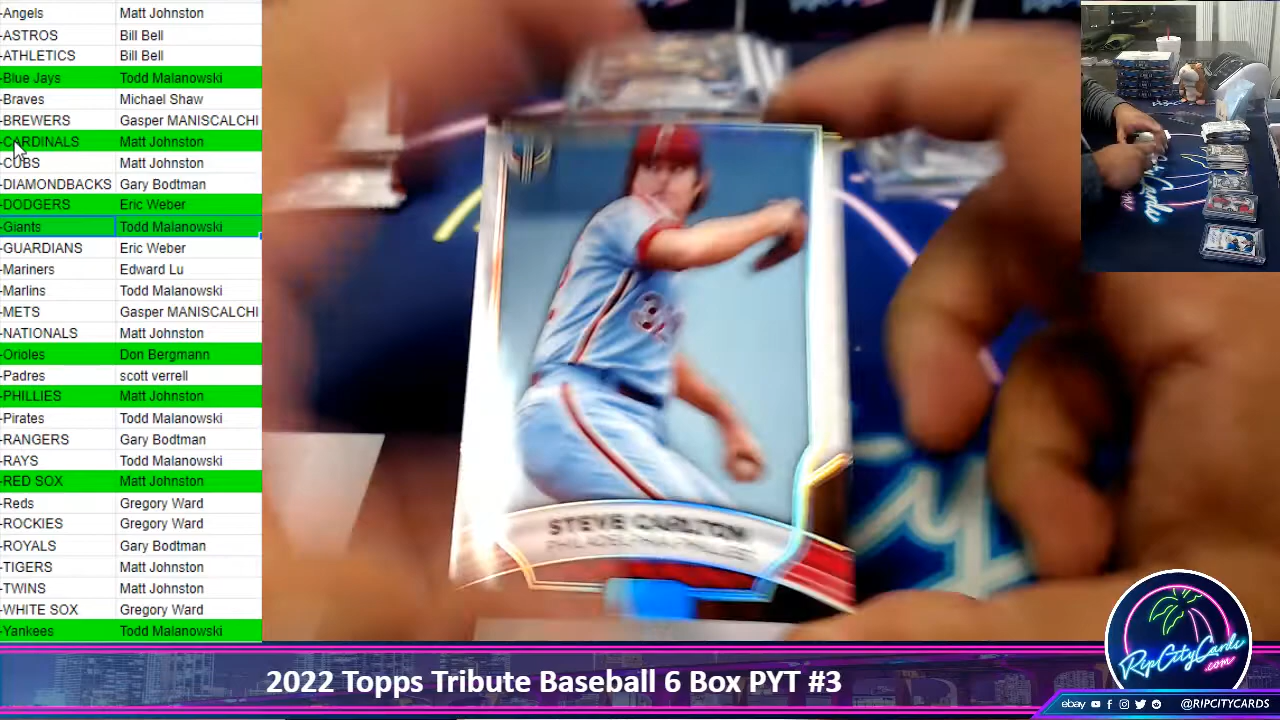 -Angels Matt Johnston
-ASTROS Bill Bell
-ATHLETICS Bill Bell
-Blue Jays Todd Malanowski
-Braves Michael Shaw
-BREWERS Gasper MANISCALCHI
-CARDINALS Matt Johnston
-CUBS Matt Johnston
-DIAMONDBACKS Gary Bodtman
-DODGERS Eric Weber
-Giants Todd Malanowski
-GUARDIANS Eric Weber
-Mariners Edward Lu
-Marlins Todd Malanowski
-METS Gasper MANISCALCHI
-NATIONALS Matt Johnston
-Orioles Don Bergmann
-Padres scott verrell
-PHILLIES Matt Johnston
-Pirates Todd Malanowski
-RANGERS Gary Bodtman
-RAYS Todd Malanowski
-RED SOX Matt Johnston
-Reds Gregory Ward
-ROCKIES Gregory Ward
-ROYALS Gary Bodtman
-TIGERS Matt Johnston
-TWINS Matt Johnston
-WHITE SOX Gregory Ward
-Yankees Todd Malanowski
32
STEVE CARLTON
PHILADELPHIA PHILLIES
RipCityCards
.com
2022 Topps Tribute Baseball 6 Box PYT #3
ebay @RIPCITYCARDS